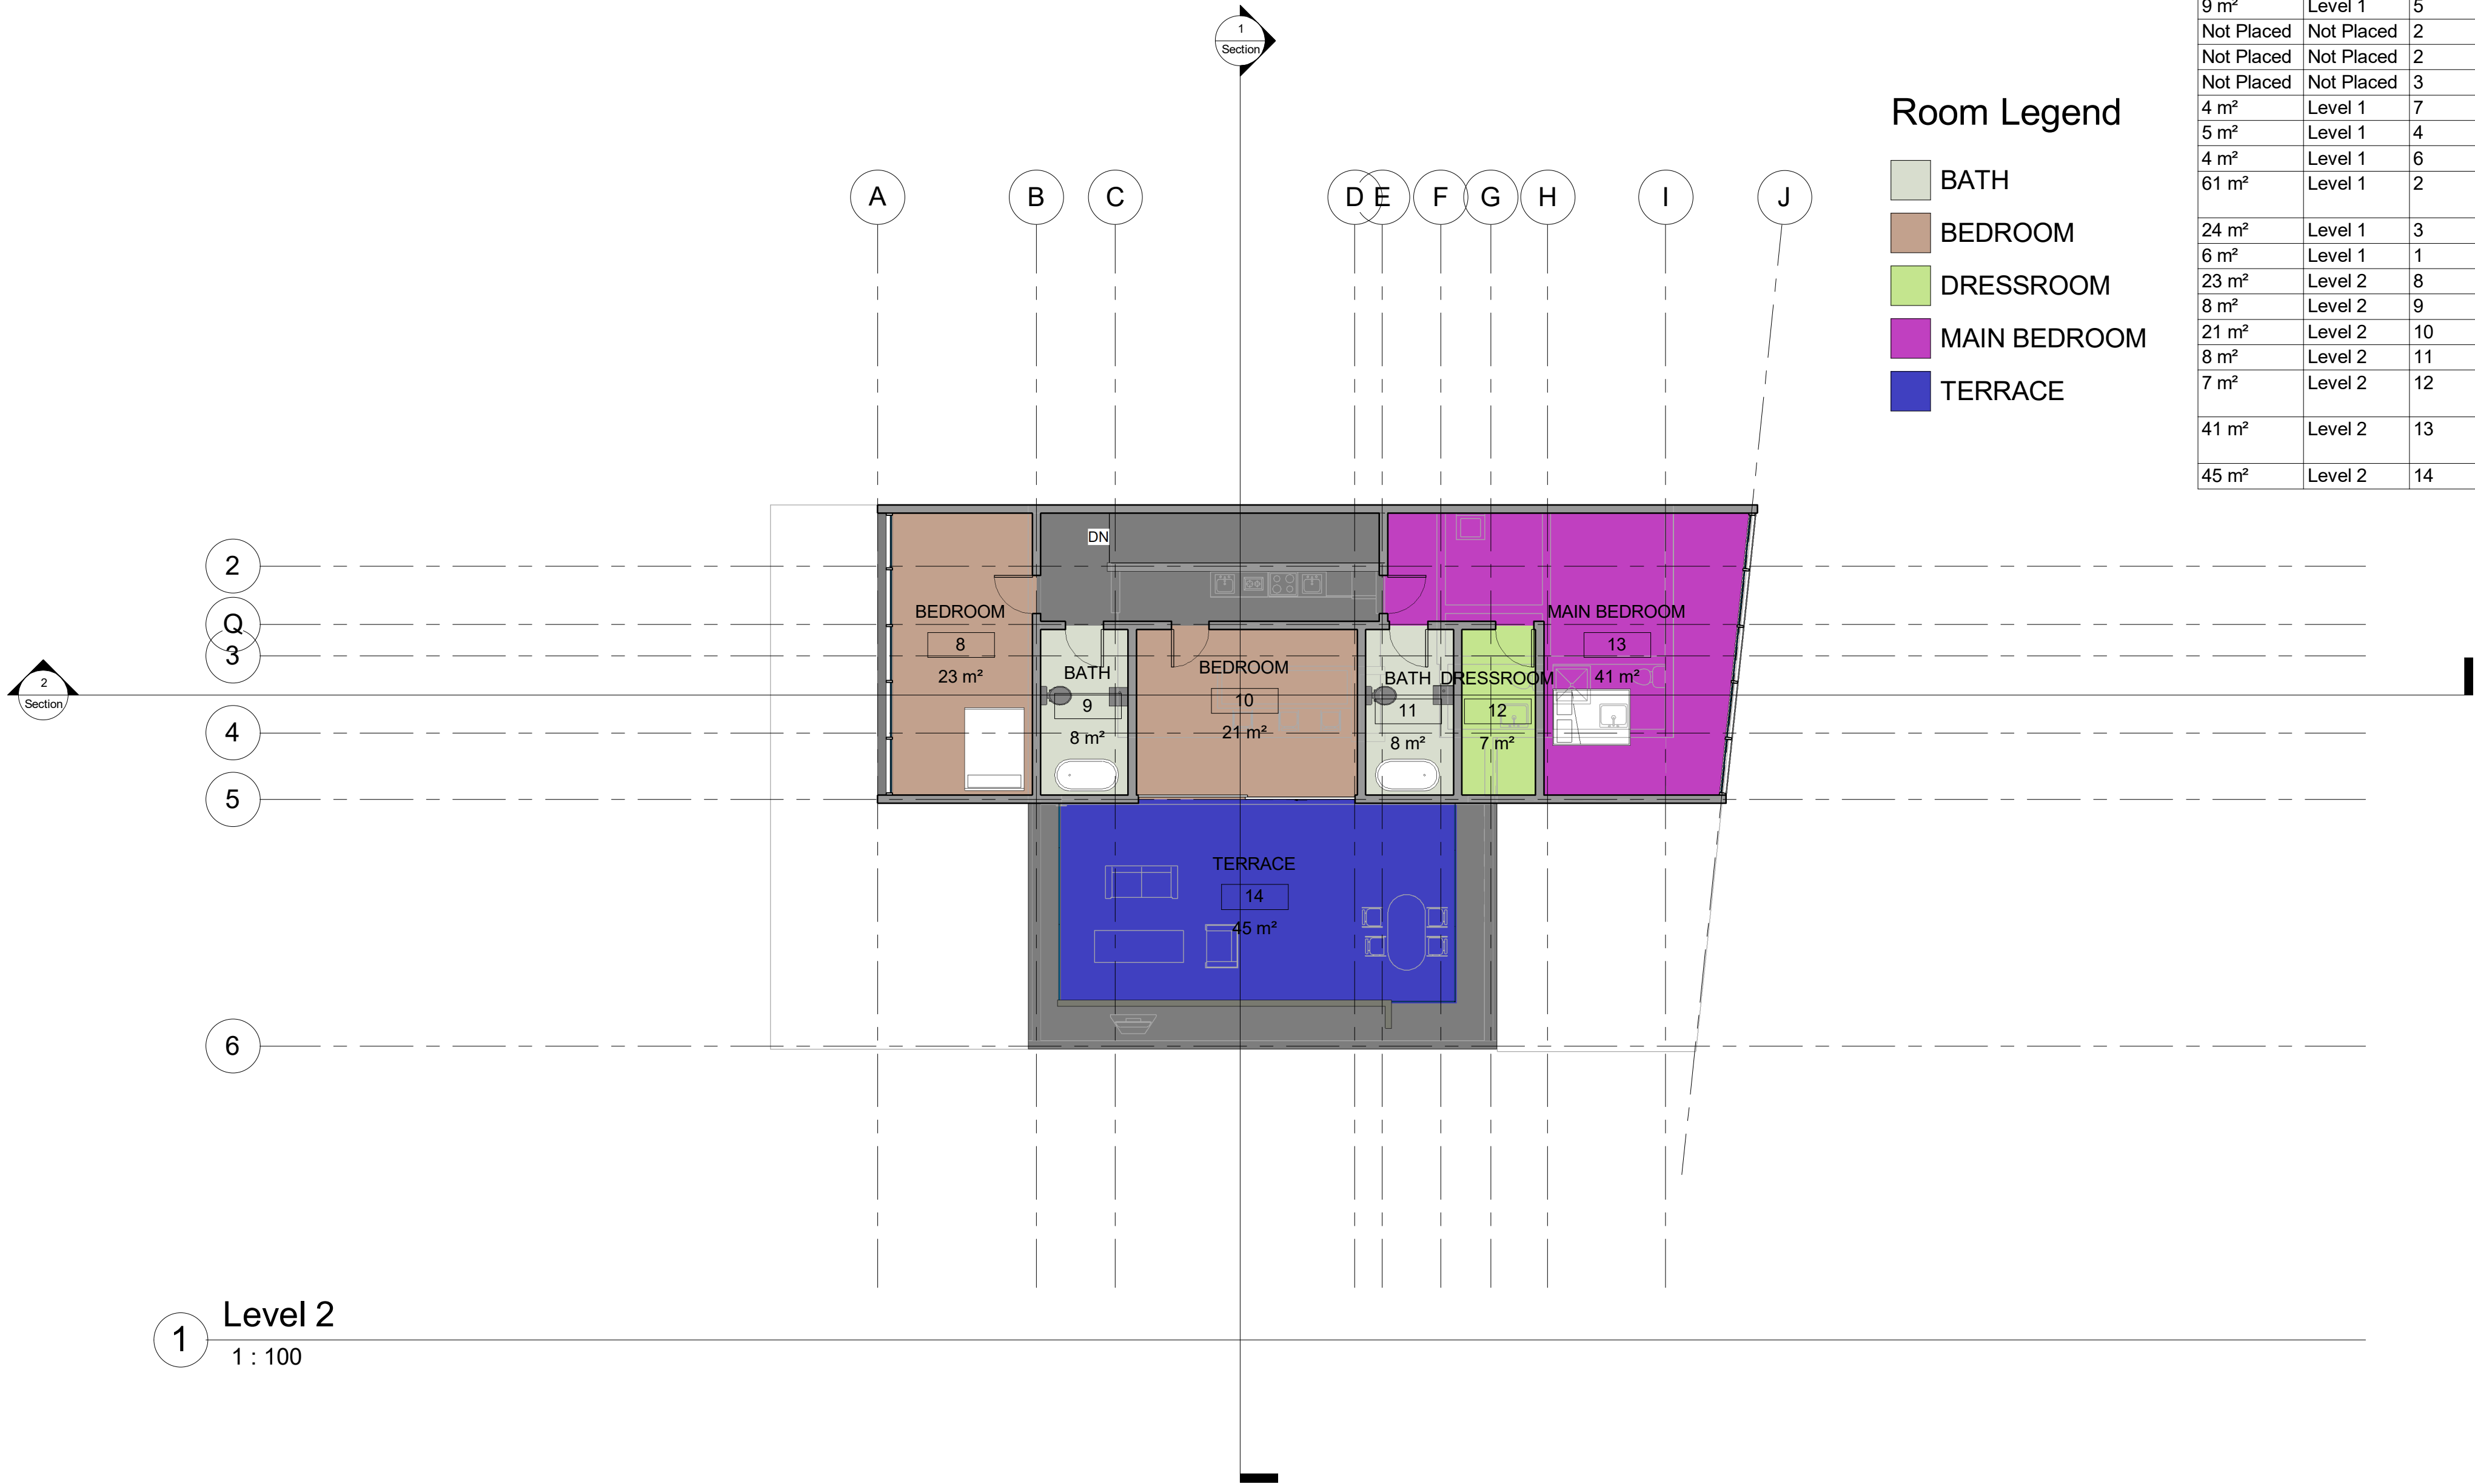 1
Section
9 m² Level 1 5
Not Placed Not Placed 2
Not Placed Not Placed 2
Not Placed Not Placed 3
4 m² Level 1 7
5 m² Level 1 4
4 m² Level 1 6
61 m² Level 1 2
24 m² Level 1 3
6 m² Level 1 1
23 m² Level 2 8
8 m² Level 2 9
21 m² Level 2 10
8 m² Level 2 11
7 m² Level 2 12
41 m² Level 2 13
45 m² Level 2 14
Room Legend
BATH
BEDROOM
DRESSROOM
MAIN BEDROOM
TERRACE
A B C D E F G H I J
DN
2
Q
3
4
5
6
2
Section
BEDROOM
8
23 m²
BATH
9
8 m²
BEDROOM
10
21 m²
BATH
11
8 m²
DRESSROOM
12
7 m²
MAIN BEDROOM
13
41 m²
TERRACE
14
45 m²
1
Level 2
1 : 100